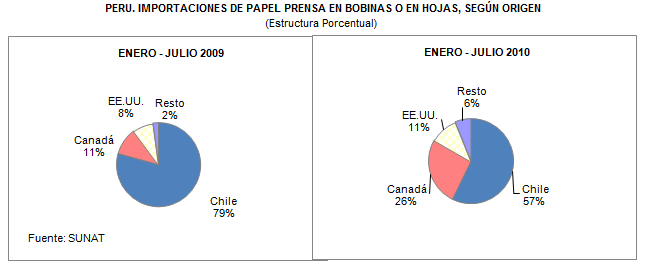 PERU. IMPORTACIONES DE PAPEL PRENSA EN BOBINAS O EN HOJAS, SEGÚN ORIGEN
(Estructura Porcentual)
ENERO - JULIO 2009
EE.UU.
8%
Resto
2%
Canadá
11%
Chile
79%
Fuente: SUNAT
ENERO - JULIO 2010
Resto
6%
EE.UU.
11%
Canadá
26%
Chile
57%